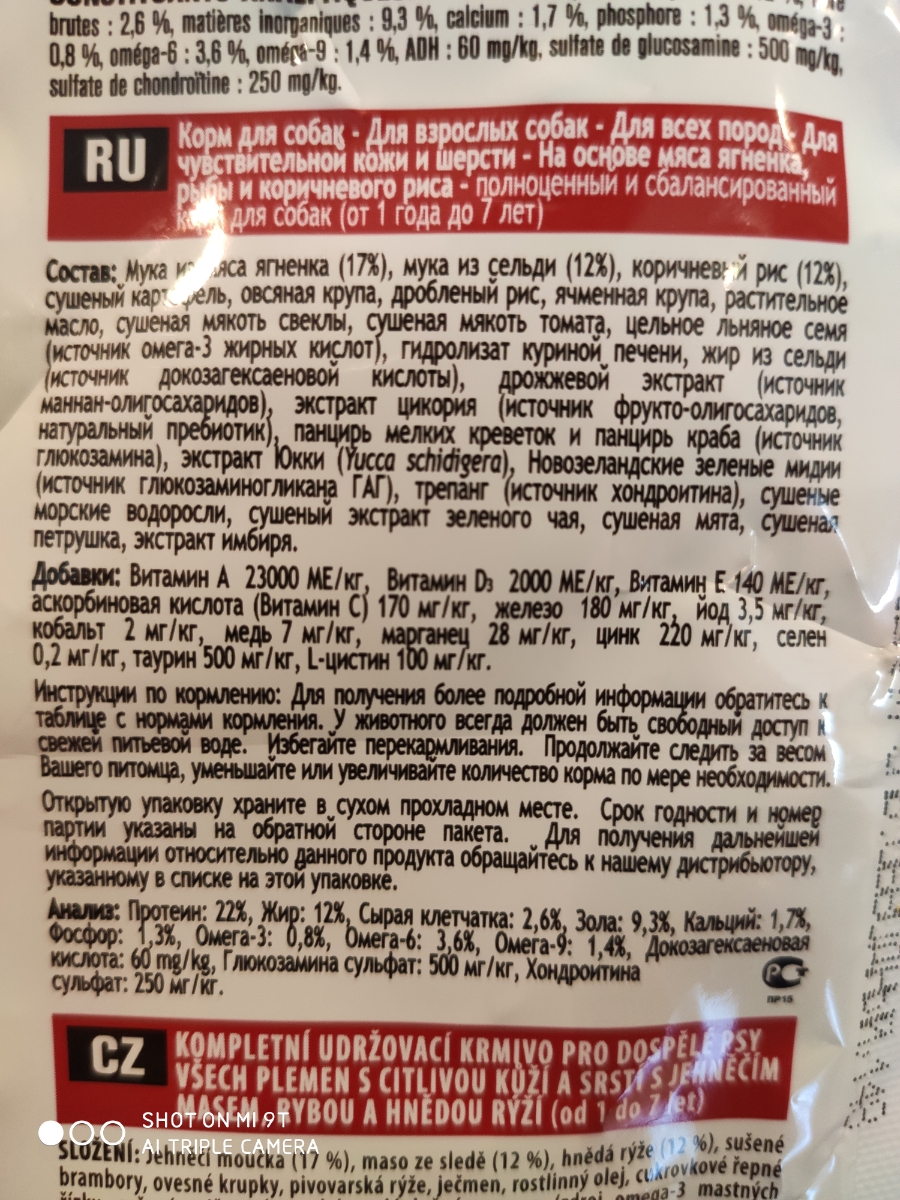 brutes : 2,6 %, matières inorganiques : 9,3 %, calcium : 1,7 %, phosphore : 1,3 %, oméga-3 :
0,8 %, oméga-6 : 3,6 %, oméga-9 : 1,4 %, ADH : 60 mg/kg, sulfate de glucosamine : 500 mg/kg,
sulfate de chondroïtine : 250 mg/kg.
RU
Корм для собак - Для взрослых собак - Для всех пород - Для
чувствительной кожи и шерсти - На основе мяса ягненка,
рыбы и коричневого риса - полноценный и сбалансированный
корм для собак (от 1 года до 7 лет)
Состав: Мука из мяса ягненка (17%), мука из сельди (12%), коричневый рис (12%),
сушеный картофель, овсяная крупа, дробленый рис, ячменная крупа, растительное
масло, сушеная мякоть свеклы, сушеная мякоть томата, цельное льняное семя
(источник омега-3 жирных кислот), гидролизат куриной печени, жир из сельди
(источник докозагексаеновой кислоты), дрожжевой экстракт (источник
маннан-олигосахаридов), экстракт цикория (источник фрукто-олигосахаридов,
натуральный пребиотик), панцирь мелких креветок и панцирь краба (источник
глюкозамина), экстракт Юкки (Yucca schidigera), Новозеландские зеленые мидии
(источник глюкозаминогликана ГАГ), трепанг (источник хондроитина), сушеные
морские водоросли, сушеный экстракт зеленого чая, сушеная мята, сушеная
петрушка, экстракт имбиря.
Добавки: Витамин А 23000 МЕ/кг, Витамин D3 2000 МЕ/кг, Витамин Е 140 МЕ/кг,
аскорбиновая кислота (Витамин С) 170 мг/кг, железо 180 мг/кг, йод 3,5 мг/кг,
кобальт 2 мг/кг, медь 7 мг/кг, марганец 28 мг/кг, цинк 220 мг/кг, селен
0,2 мг/кг, таурин 500 мг/кг, L-цистин 100 мг/кг.
Инструкции по кормлению: Для получения более подробной информации обратитесь к
таблице с нормами кормления. У животного всегда должен быть свободный доступ к
свежей питьевой воде. Избегайте перекармливания. Продолжайте следить за весом
Вашего питомца, уменьшайте или увеличивайте количество корма по мере необходимости.
Открытую упаковку храните в сухом прохладном месте. Срок годности и номер
партии указаны на обратной стороне пакета. Для получения дальнейшей
информации относительно данного продукта обращайтесь к нашему дистрибьютору,
указанному в списке на этой упаковке.
Анализ: Протеин: 22%, Жир: 12%, Сырая клетчатка: 2,6%, Зола: 9,3%, Кальций: 1,7%,
Фосфор: 1,3%, Омега-3: 0,8%, Омега-6: 3,6%, Омега-9: 1,4%, Докозагексаеновая
кислота: 60 mg/kg, Глюкозамина сульфат: 500 мг/кг, Хондроитина
сульфат: 250 мг/кг.
ПР15
CZ
KOMPLETNÍ UDRŽOVACÍ KRMIVO PRO DOSPĚLÉ PSY
VŠECH PLEMEN S CITLIVOU KŮŽÍ A SRSTÍ S JEHNĚČÍM
MASEM, RYBOU A HNĚDOU RÝŽÍ (od 1 do 7 let)
SHOT ON MI 9T
AI TRIPLE CAMERA
SLOŽENÍ: Jehněčí moučka (17 %), maso ze sledě (12 %), hnědá rýže (12 %), sušené
brambory, ovesné krupky, pivovarská rýže, ječmen, rostlinný olej, cukrovkové řepné
omega-3 mastných